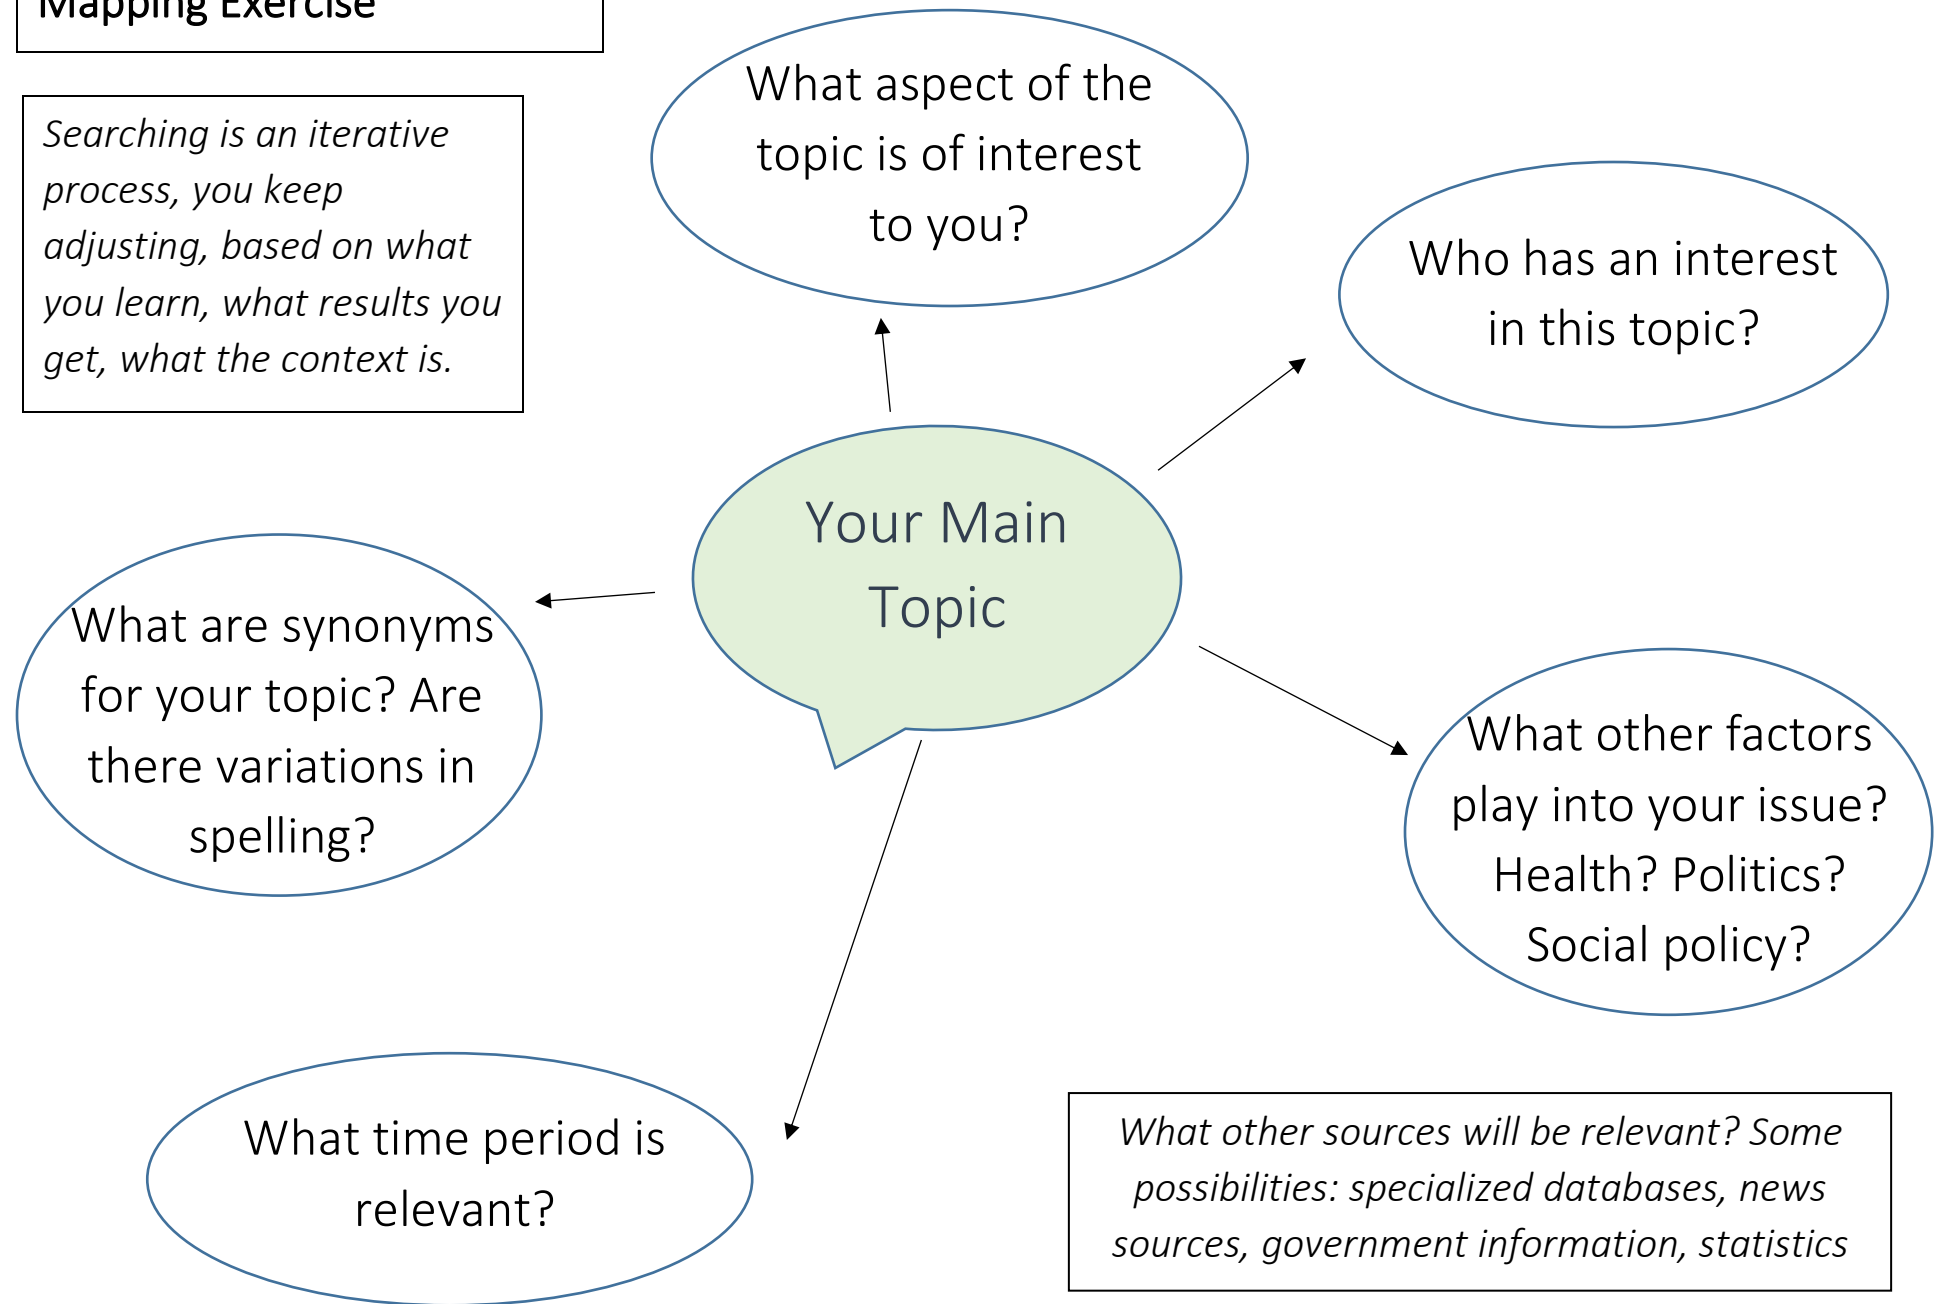 Mapping Exercise
Searching is an iterative
process, you keep
adjusting, based on what
you learn, what results you
get, what the context is.
What aspect of the
topic is of interest
to you?
Who has an interest
in this topic?
Your Main
Topic
What are synonyms
for your topic? Are
there variations in
spelling?
What other factors
play into your issue?
Health? Politics?
Social policy?
What time period is
relevant?
What other sources will be relevant? Some
possibilities: specialized databases, news
sources, government information, statistics